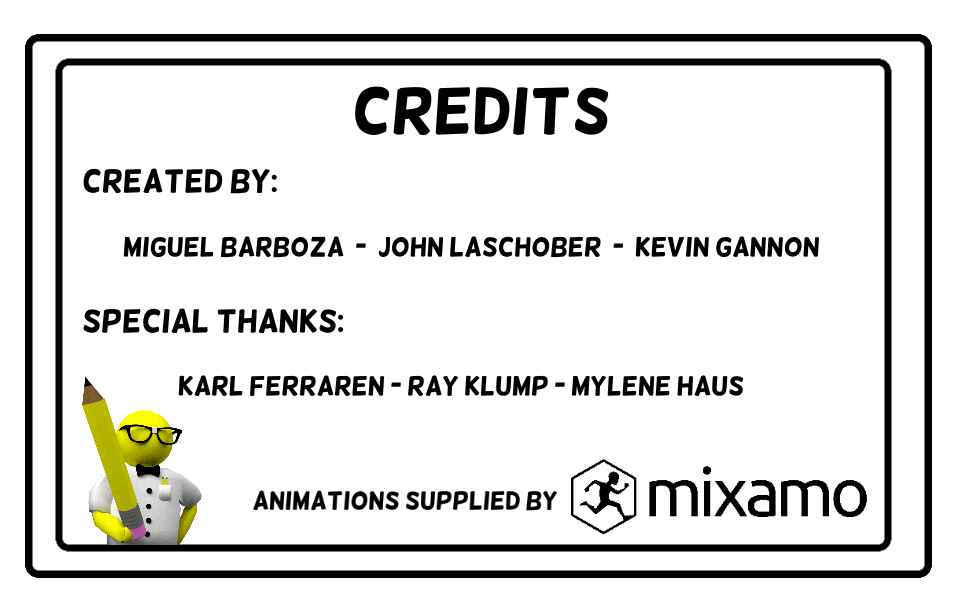 CREDITS
CREATED BY:
MIGUEL BARBOZA - JOHN LASCHOBER - KEVIN GANNON
SPECIAL THANKS:
KARL FERRAREN - RAY KLUMP - MYLENE HAUS
ANIMATIONS SUPPLIED BY mixamo